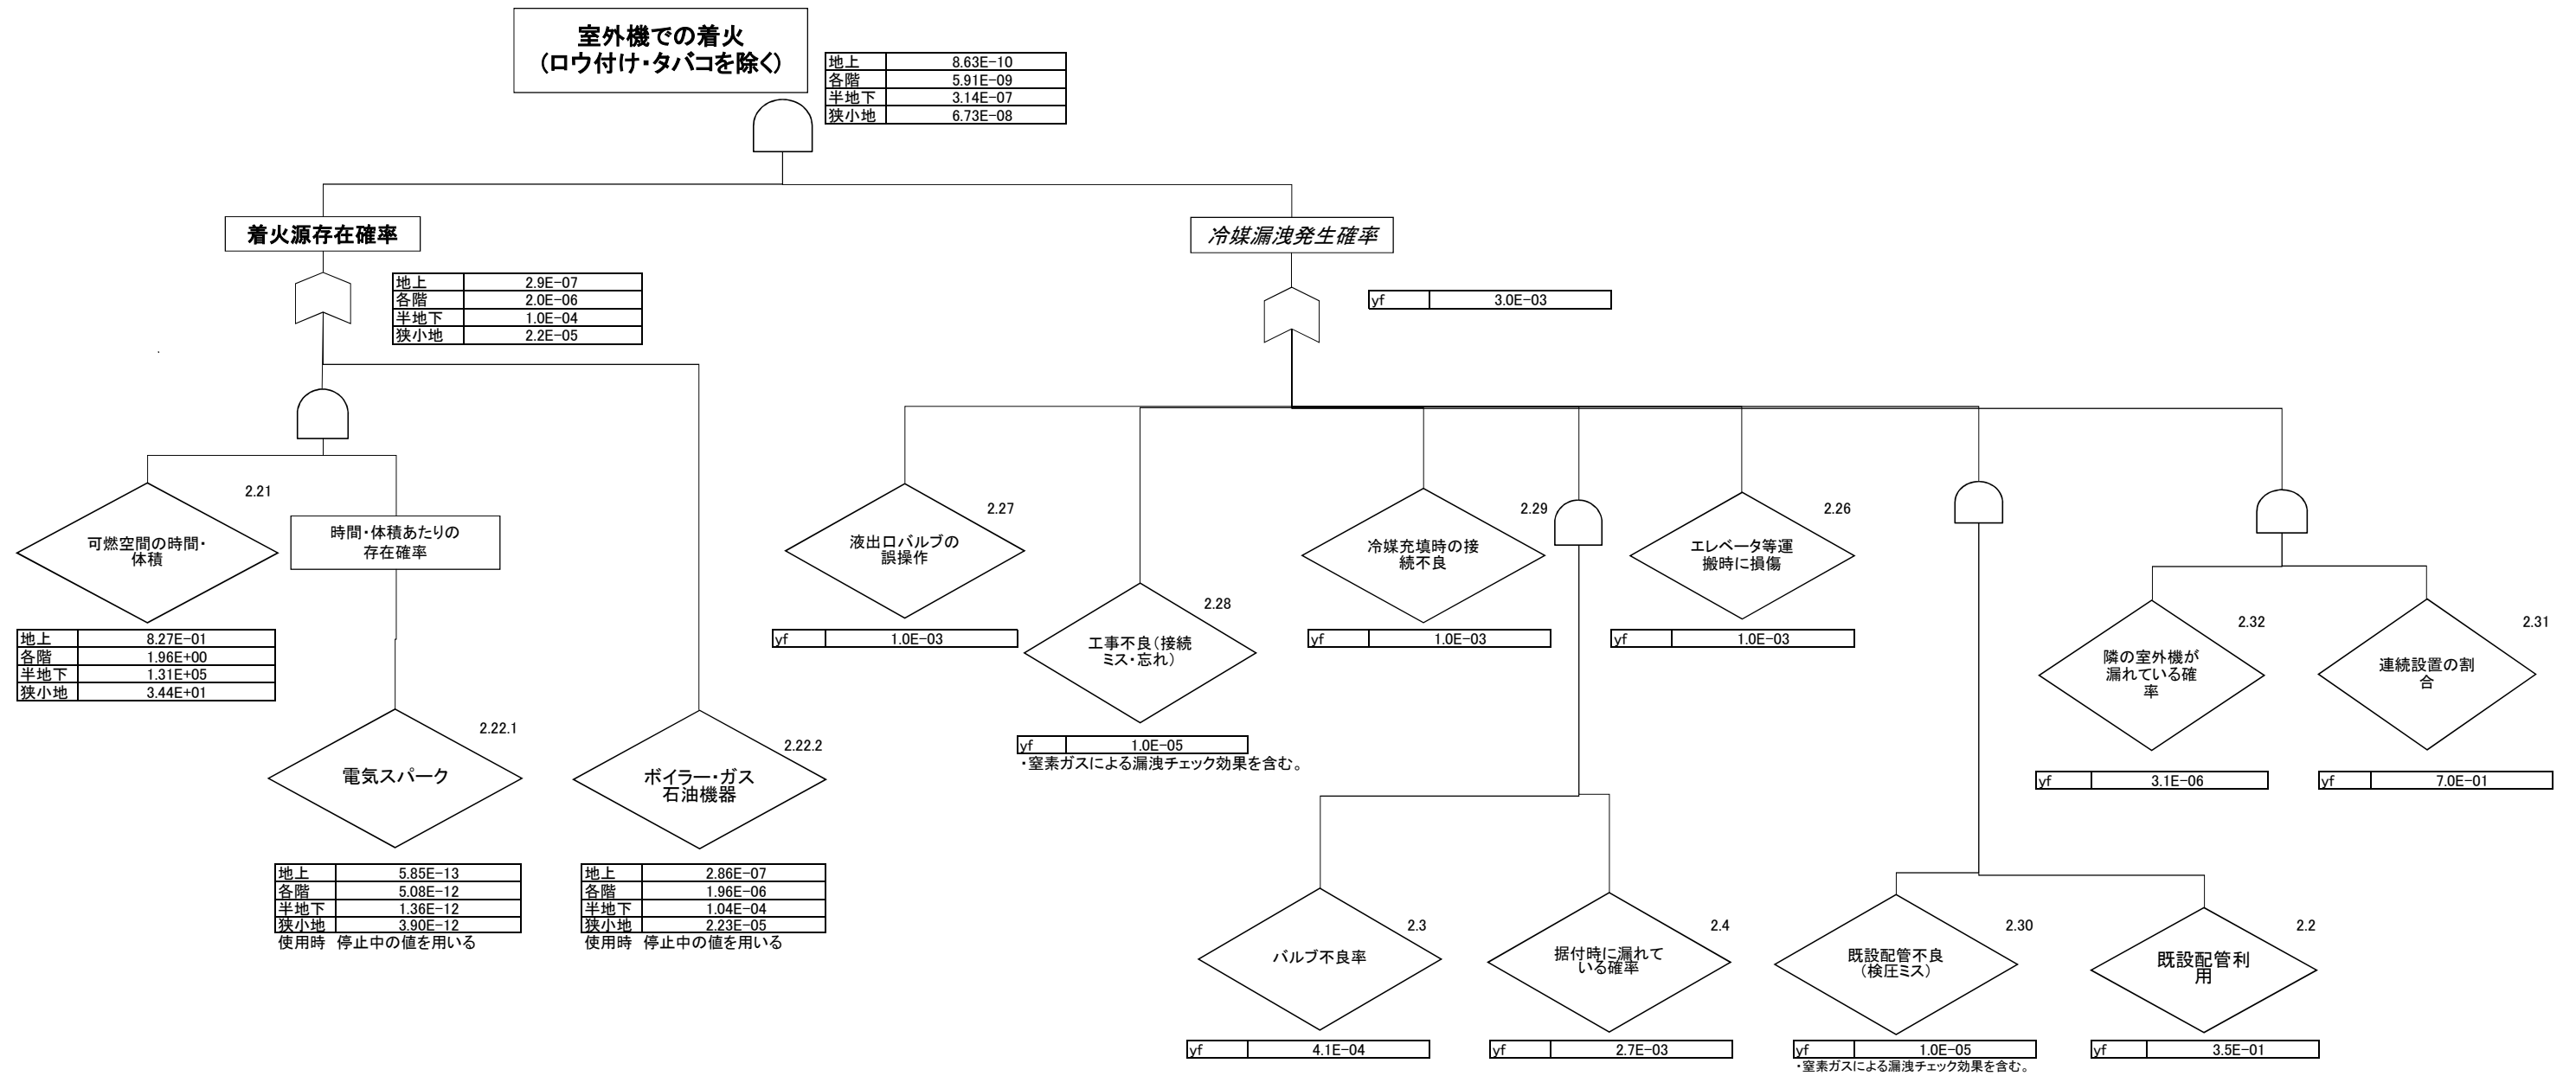 室外機での着火
(ロウ付け・タバコを除く)
地上 8.63E-10
各階 5.91E-09
半地下 3.14E-07
狭小地 6.73E-08
着火源存在確率
地上 2.9E-07
各階 2.0E-06
半地下 1.0E-04
狭小地 2.2E-05
冷媒漏洩発生確率
yf 3.0E-03
2.21
可燃空間の時間・
体積
地上 8.27E-01
各階 1.96E+00
半地下 1.31E+05
狭小地 3.44E+01
時間・体積あたりの
存在確率
2.22.1
電気スパーク
地上 5.85E-13
各階 5.08E-12
半地下 1.36E-12
狭小地 3.90E-12
使用時 停止中の値を用いる
2.22.2
ボイラー・ガス
石油機器
地上 2.86E-07
各階 1.96E-06
半地下 1.04E-04
狭小地 2.23E-05
使用時 停止中の値を用いる
2.27
液出口バルブの
誤操作
yf 1.0E-03
2.28
工事不良(接続
ミス・忘れ)
yf 1.0E-05
・窒素ガスによる漏洩チェック効果を含む。
2.29
冷媒充填時の接
続不良
yf 1.0E-03
2.26
エレベータ等運
搬時に損傷
yf 1.0E-03
2.3
バルブ不良率
yf 4.1E-04
2.4
据付時に漏れて
いる確率
yf 2.7E-03
2.30
既設配管不良
(検圧ミス)
yf 1.0E-05
・窒素ガスによる漏洩チェック効果を含む。
2.2
既設配管利
用
yf 3.5E-01
2.32
隣の室外機が
漏れている確
率
yf 3.1E-06
2.31
連続設置の割
合
yf 7.0E-01